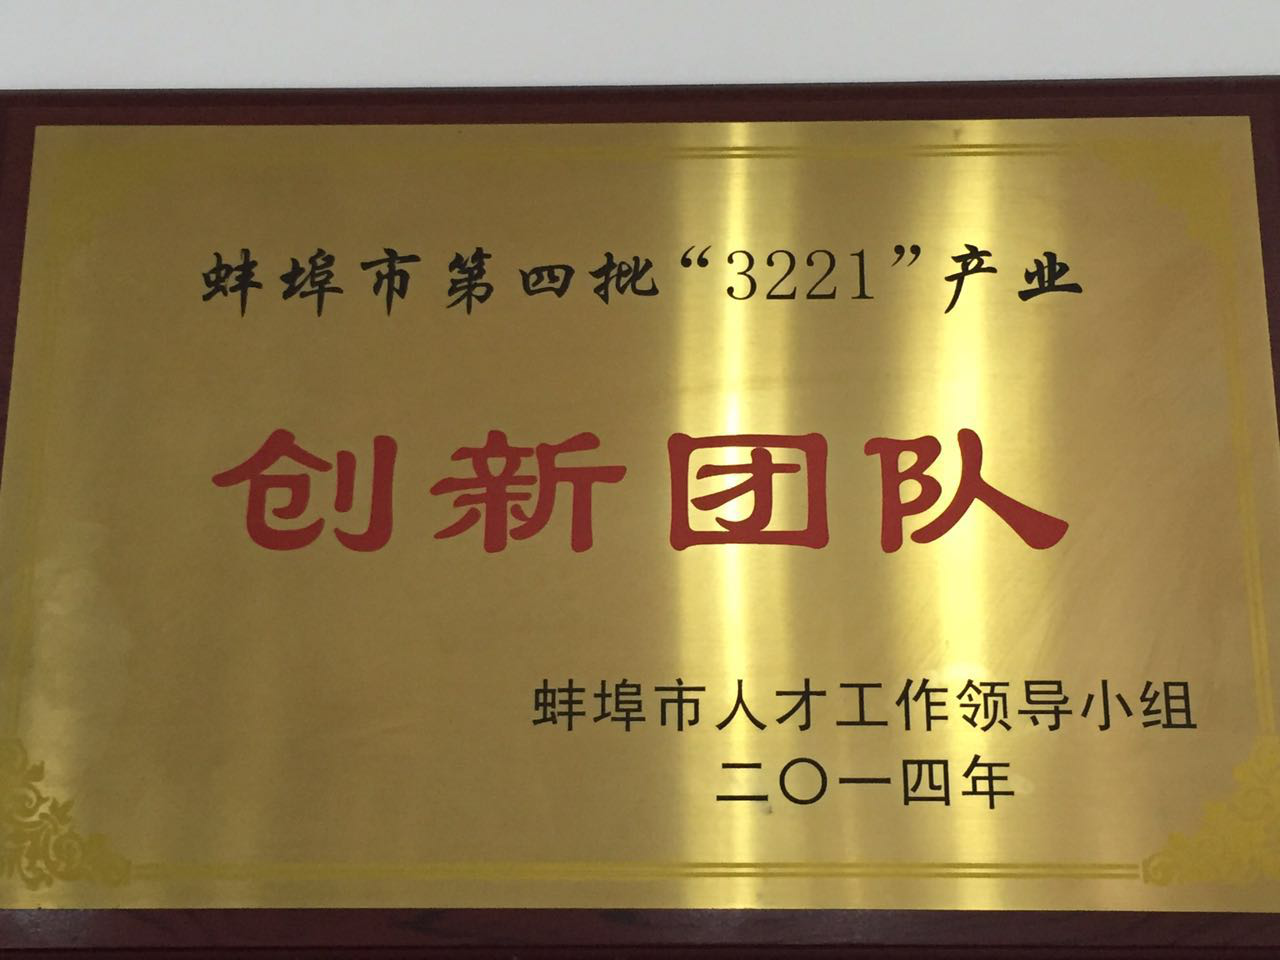 蚌埠市第四批“3221”产业
创新团队
蚌埠市人才工作领导小组
二〇一四年